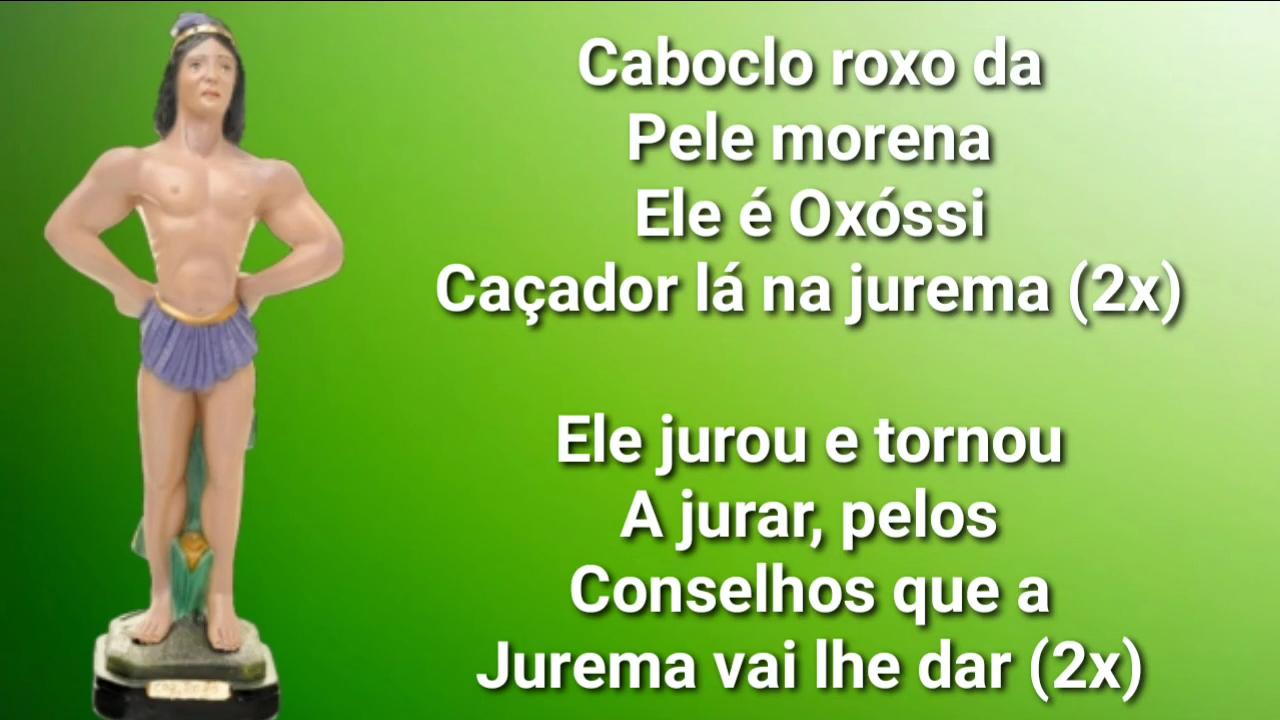 Caboclo roxo da
Pele morena
Ele é Oxóssi
Caçador lá na jurema (2x)
Ele jurou e tornou
A jurar, pelos
Conselhos que a
Jurema vai lhe dar (2x)